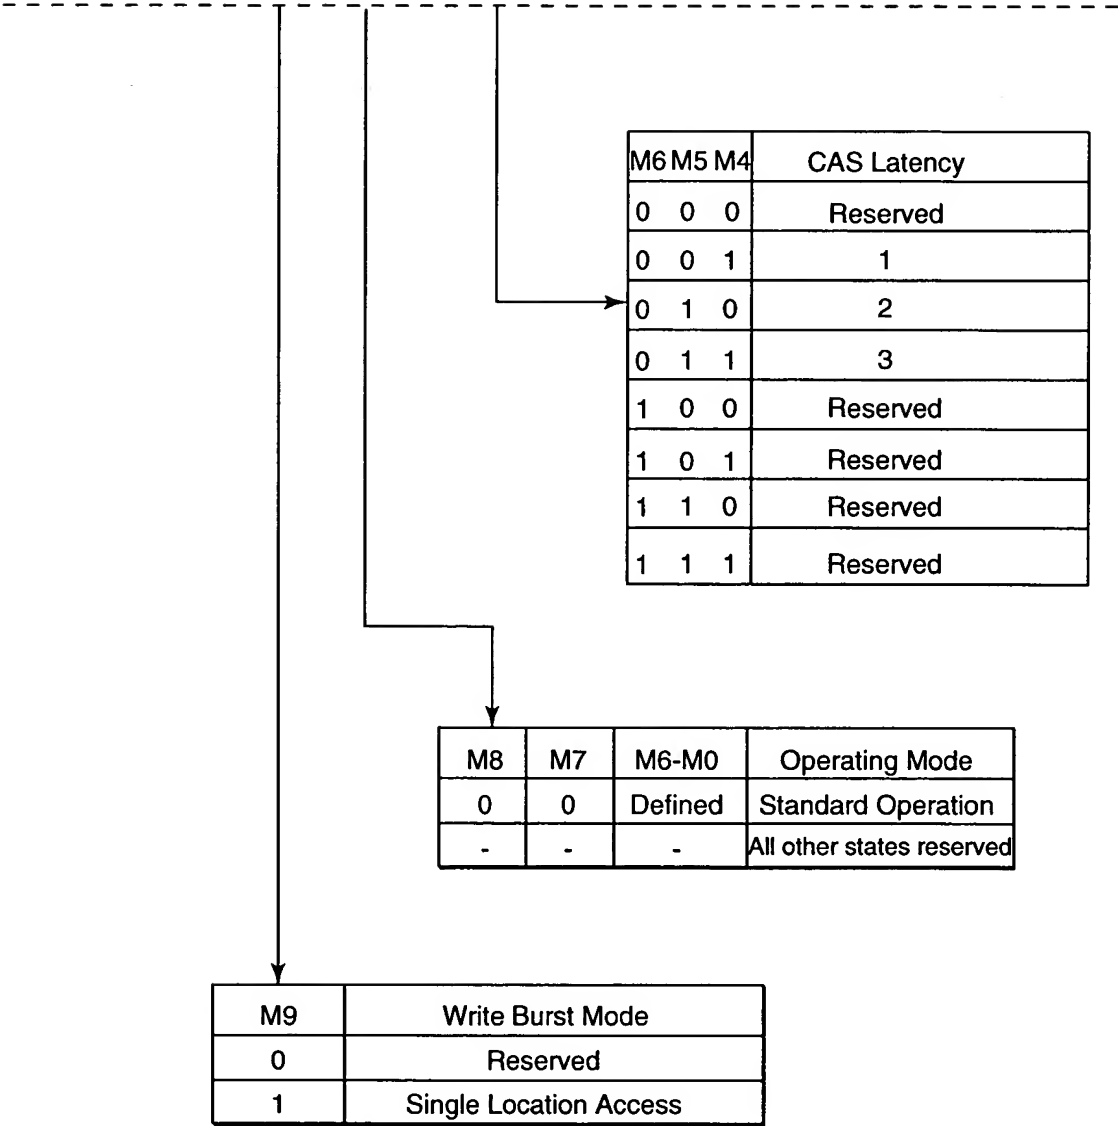 M6 M5 M4 CAS Latency
0 0 0 Reserved
0 0 1 1
0 1 0 2
0 1 1 3
1 0 0 Reserved
1 0 1 Reserved
1 1 0 Reserved
1 1 1 Reserved
M8 M7 M6-M0 Operating Mode
0 0 Defined Standard Operation
- - - All other states reserved
M9 Write Burst Mode
0 Reserved
1 Single Location Access